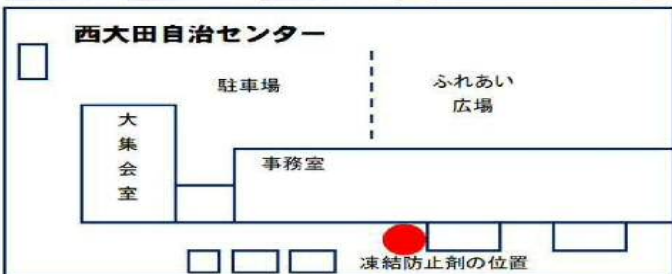 西大田自治センター
駐車場
ふれあい
広場
大集会室
事務室
凍結防止剤の位置